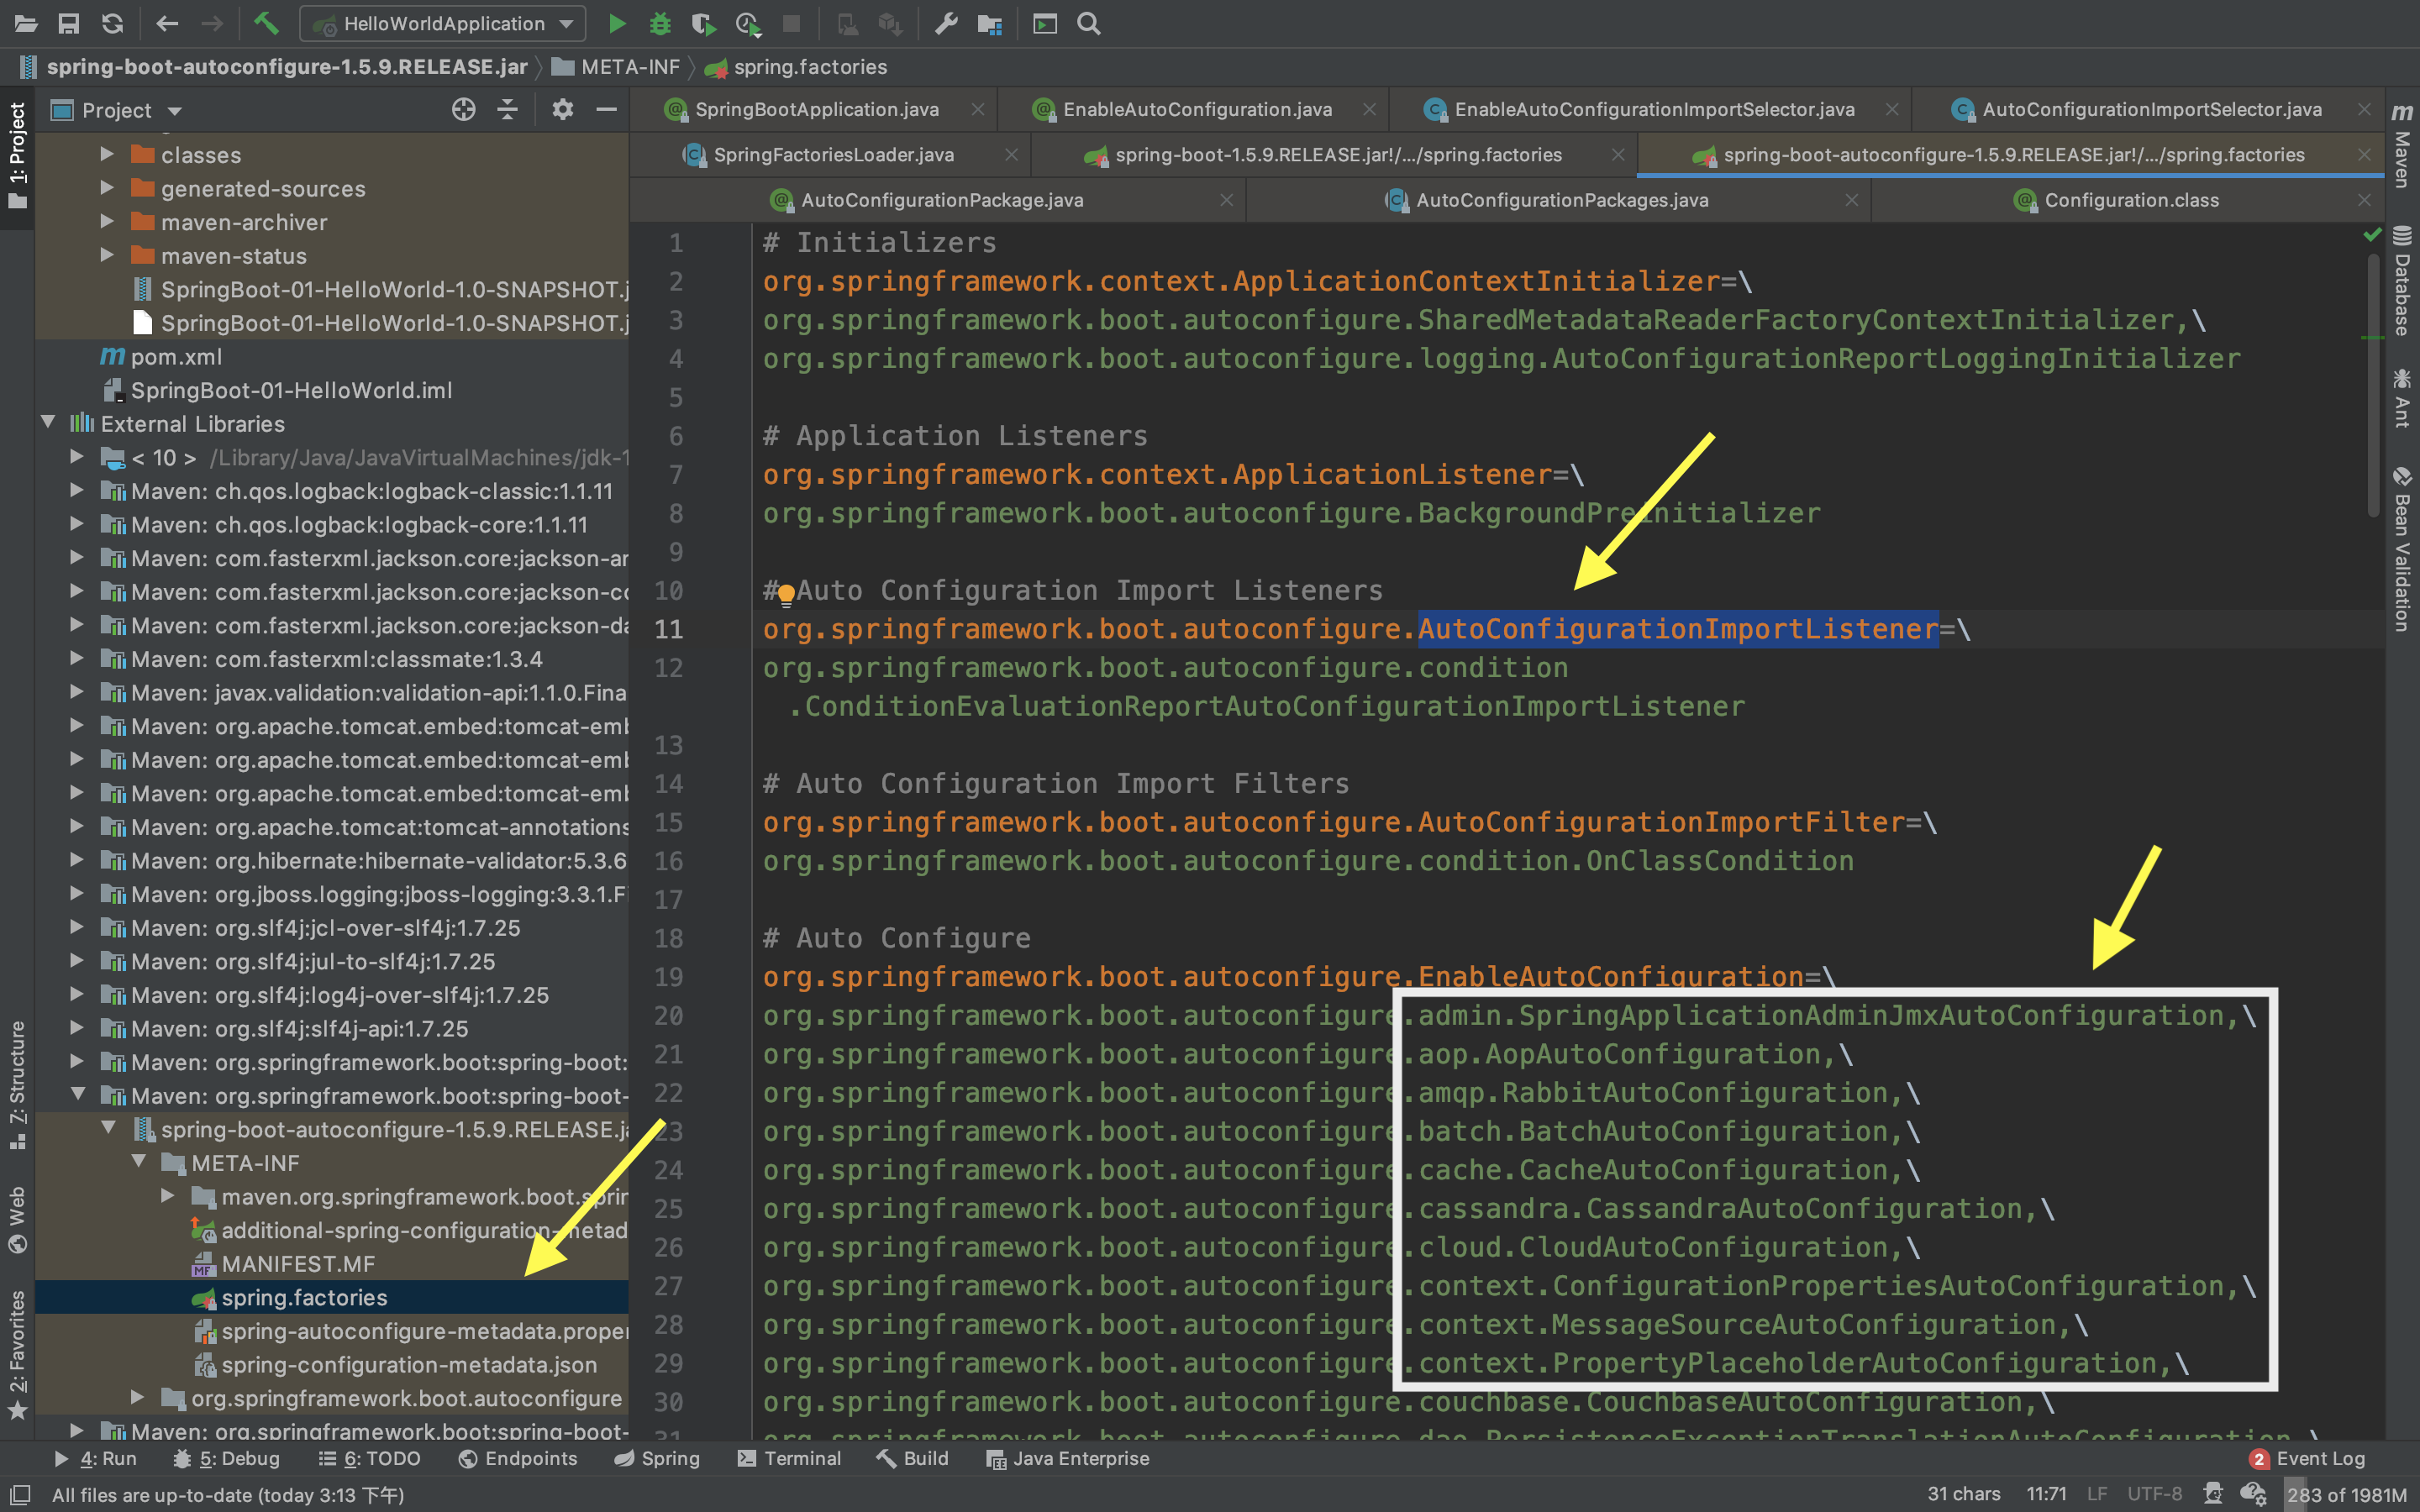 HelloWorldApplication
spring-boot-autoconfigure-1.5.9.RELEASE.jar META-INF spring.factories
1: Project
Project
SpringBootApplication.java EnableAutoConfiguration.java EnableAutoConfigurationImportSelector.java AutoConfigurationImportSelector.java
SpringFactoriesLoader.java spring-boot-1.5.9.RELEASE.jar!/.../spring.factories spring-boot-autoconfigure-1.5.9.RELEASE.jar!/.../spring.factories
AutoConfigurationPackage.java AutoConfigurationPackages.java Configuration.class
classes
generated-sources
maven-archiver
maven-status
SpringBoot-01-HelloWorld-1.0-SNAPSHOT.j
SpringBoot-01-HelloWorld-1.0-SNAPSHOT.j
pom.xml
SpringBoot-01-HelloWorld.iml
External Libraries
< 10 > /Library/Java/JavaVirtualMachines/jdk-1
Maven: ch.qos.logback:logback-classic:1.1.11
Maven: ch.qos.logback:logback-core:1.1.11
Maven: com.fasterxml.jackson.core:jackson-an
Maven: com.fasterxml.jackson.core:jackson-co
Maven: com.fasterxml.jackson.core:jackson-da
Maven: com.fasterxml:classmate:1.3.4
Maven: javax.validation:validation-api:1.1.0.Fina
Maven: org.apache.tomcat.embed:tomcat-emb
Maven: org.apache.tomcat.embed:tomcat-emb
Maven: org.apache.tomcat.embed:tomcat-emb
Maven: org.apache.tomcat:tomcat-annotations
Maven: org.hibernate:hibernate-validator:5.3.6
Maven: org.jboss.logging:jboss-logging:3.3.1.Fi
Maven: org.slf4j:jcl-over-slf4j:1.7.25
Maven: org.slf4j:jul-to-slf4j:1.7.25
Maven: org.slf4j:log4j-over-slf4j:1.7.25
Maven: org.slf4j:slf4j-api:1.7.25
Maven: org.springframework.boot:spring-boot:
Maven: org.springframework.boot:spring-boot-
spring-boot-autoconfigure-1.5.9.RELEASE.ja
META-INF
maven.org.springframework.boot.sprin
additional-spring-configuration-metad
MANIFEST.MF
spring.factories
spring-autoconfigure-metadata.proper
spring-configuration-metadata.json
org.springframework.boot.autoconfigure
Maven: org.springframework.boot:spring-boot-
7: Structure
Web
2: Favorites
1 # Initializers
2 org.springframework.context.ApplicationContextInitializer=\
3 org.springframework.boot.autoconfigure.SharedMetadataReaderFactoryContextInitializer,\
4 org.springframework.boot.autoconfigure.logging.AutoConfigurationReportLoggingInitializer
5
6 # Application Listeners
7 org.springframework.context.ApplicationListener=\
8 org.springframework.boot.autoconfigure.BackgroundPreinitializer
9
10 # Auto Configuration Import Listeners
11 org.springframework.boot.autoconfigure.AutoConfigurationImportListener=\
12 org.springframework.boot.autoconfigure.condition
.ConditionEvaluationReportAutoConfigurationImportListener
13
14 # Auto Configuration Import Filters
15 org.springframework.boot.autoconfigure.AutoConfigurationImportFilter=\
16 org.springframework.boot.autoconfigure.condition.OnClassCondition
17
18 # Auto Configure
19 org.springframework.boot.autoconfigure.EnableAutoConfiguration=\
20 org.springframework.boot.autoconfigure.admin.SpringApplicationAdminJmxAutoConfiguration,\
21 org.springframework.boot.autoconfigure.aop.AopAutoConfiguration,\
22 org.springframework.boot.autoconfigure.amqp.RabbitAutoConfiguration,\
23 org.springframework.boot.autoconfigure.batch.BatchAutoConfiguration,\
24 org.springframework.boot.autoconfigure.cache.CacheAutoConfiguration,\
25 org.springframework.boot.autoconfigure.cassandra.CassandraAutoConfiguration,\
26 org.springframework.boot.autoconfigure.cloud.CloudAutoConfiguration,\
27 org.springframework.boot.autoconfigure.context.ConfigurationPropertiesAutoConfiguration,\
28 org.springframework.boot.autoconfigure.context.MessageSourceAutoConfiguration,\
29 org.springframework.boot.autoconfigure.context.PropertyPlaceholderAutoConfiguration,\
30 org.springframework.boot.autoconfigure.couchbase.CouchbaseAutoConfiguration,\
31 org.springframework.boot.autoconfigure.dao.PersistenceExceptionTranslationAutoConfiguration,\
Maven
Database
Ant
Bean Validation
4: Run 5: Debug 6: TODO Endpoints Spring Terminal Build Java Enterprise 2 Event Log
All files are up-to-date (today 3:13 下午) 31 chars 11:71 LF UTF-8 283 of 1981M